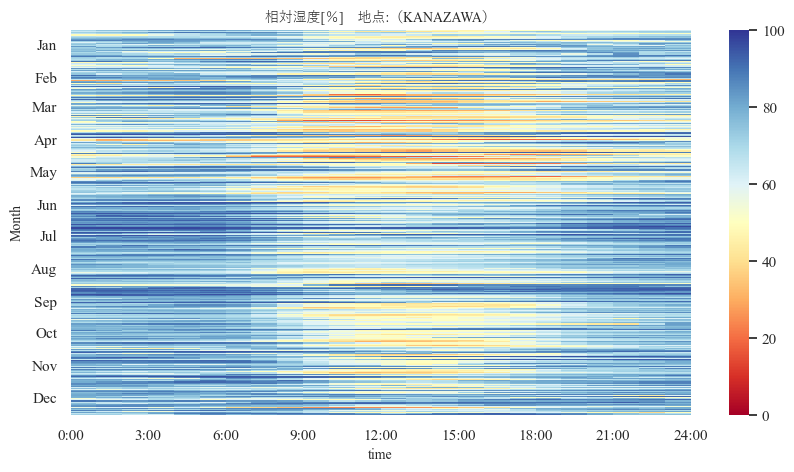 相対湿度[%]　地点:（KANAZAWA）
Month
Jan
Feb
Mar
Apr
May
Jun
Jul
Aug
Sep
Oct
Nov
Dec
0:00 3:00 6:00 9:00 12:00 15:00 18:00 21:00 24:00
time
100
80
60
40
20
0